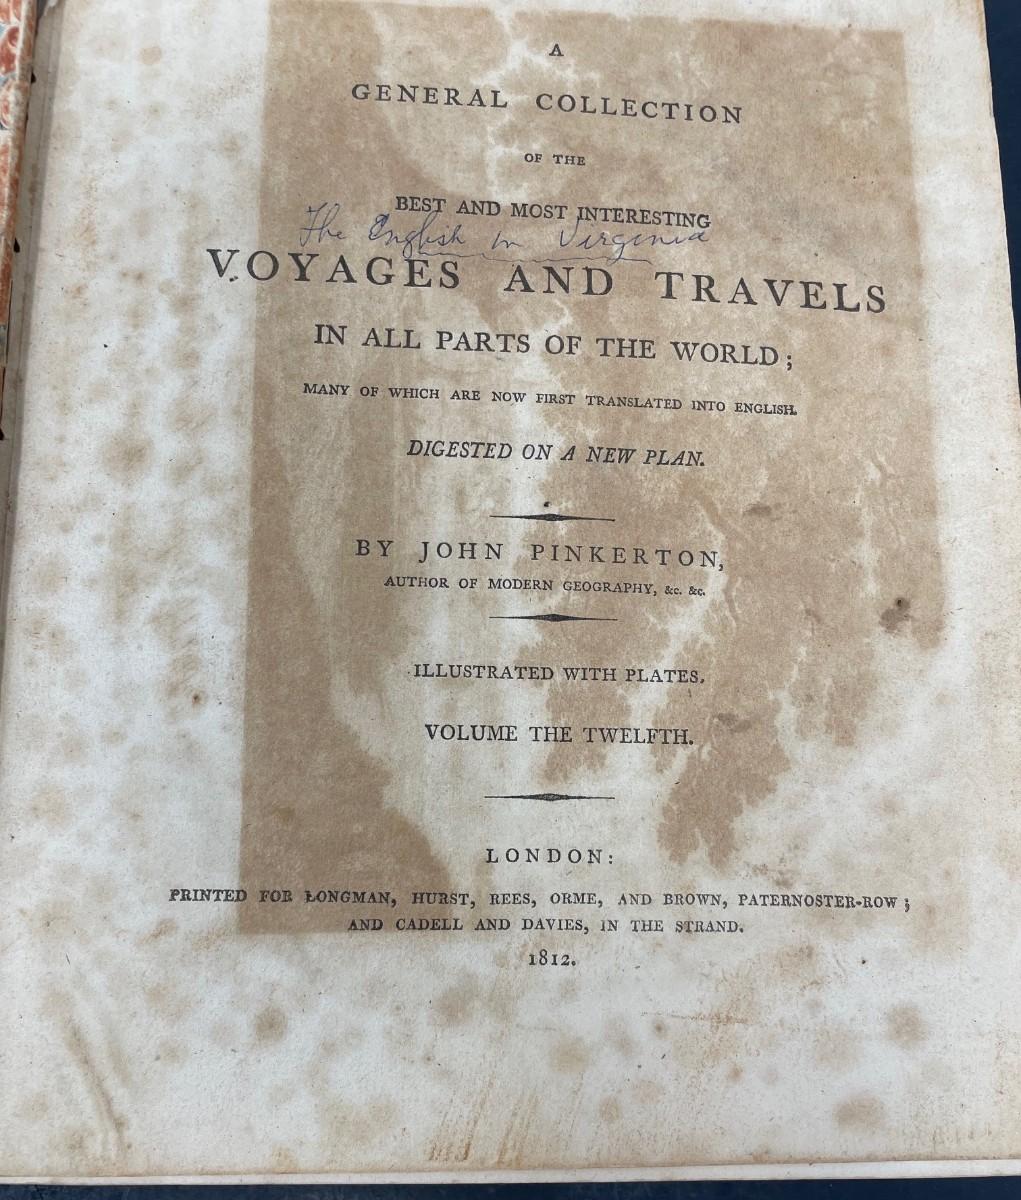 A
GENERAL COLLECTION
OF THE
BEST AND MOST INTERESTING
The English in Virginia
VOYAGES AND TRAVELS
IN ALL PARTS OF THE WORLD;
MANY OF WHICH ARE NOW FIRST TRANSLATED INTO ENGLISH.
DIGESTED ON A NEW PLAN.
BY JOHN PINKERTON,
AUTHOR OF MODERN GEOGRAPHY, &c. &c.
ILLUSTRATED WITH PLATES.
VOLUME THE TWELFTH.
LONDON:
PRINTED FOR LONGMAN, HURST, REES, ORME, AND BROWN, PATERNOSTER-ROW;
AND CADELL AND DAVIES, IN THE STRAND.
1812.